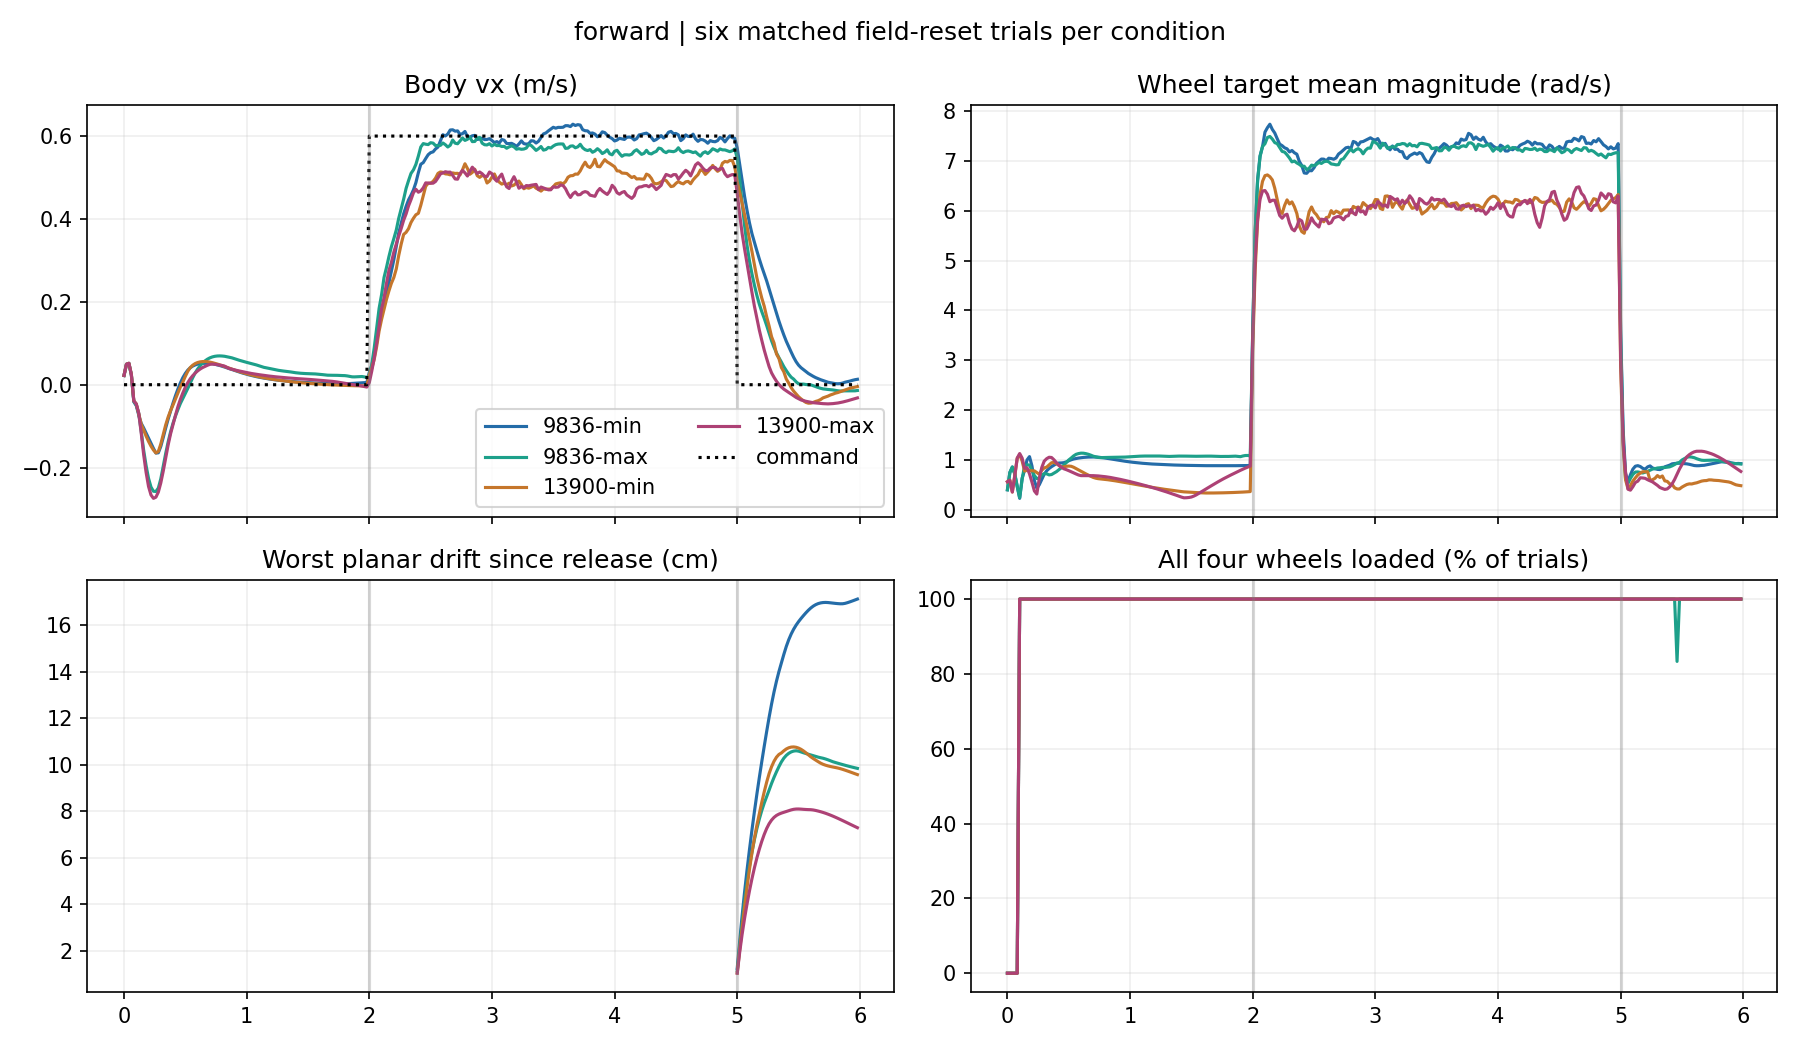 forward | six matched field-reset trials per condition
Body vx (m/s)
0.6
0.4
0.2
0.0
−0.2
9836-min
9836-max
13900-min
13900-max
command
Wheel target mean magnitude (rad/s)
8
7
6
5
4
3
2
1
0
Worst planar drift since release (cm)
16
14
12
10
8
6
4
2
0 1 2 3 4 5 6
All four wheels loaded (% of trials)
100
80
60
40
20
0
0 1 2 3 4 5 6